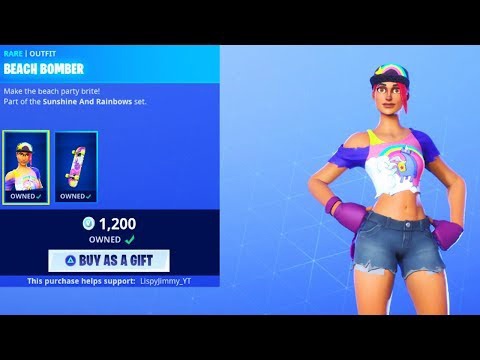 RARE | OUTFIT
BEACH BOMBER
Make the beach party brite!
Part of the Sunshine And Rainbows set.
OWNED OWNED
1,200
OWNED
BUY AS A GIFT
This purchase helps support: LispyJimmy_YT